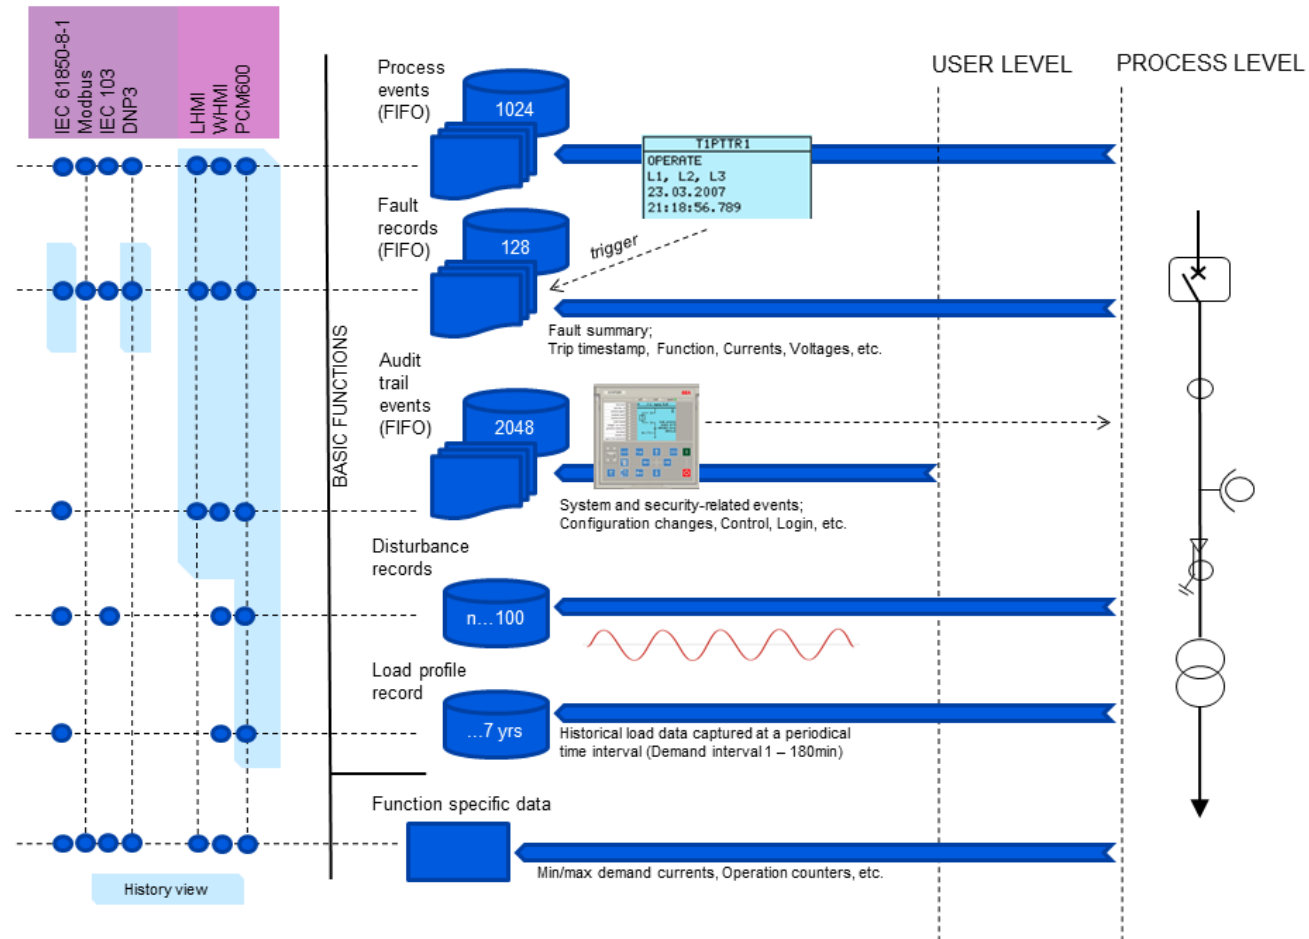 IEC 61850-8-1
Modbus
IEC 103
DNP3
LHMI
WHMI
PCM600
USER LEVEL
PROCESS LEVEL
BASIC FUNCTIONS
Process
events
(FIFO)
1024
T1PTTR1
OPERATE
L1, L2, L3
23.03.2007
21:18:56.789
Fault
records
(FIFO)
128
trigger
Fault summary;
Trip timestamp, Function, Currents, Voltages, etc.
Audit
trail
events
(FIFO)
2048
System and security-related events;
Configuration changes, Control, Login, etc.
Disturbance
records
n...100
Load profile
record
...7 yrs
Historical load data captured at a periodical
time interval (Demand interval 1 – 180min)
Function specific data
Min/max demand currents, Operation counters, etc.
History view